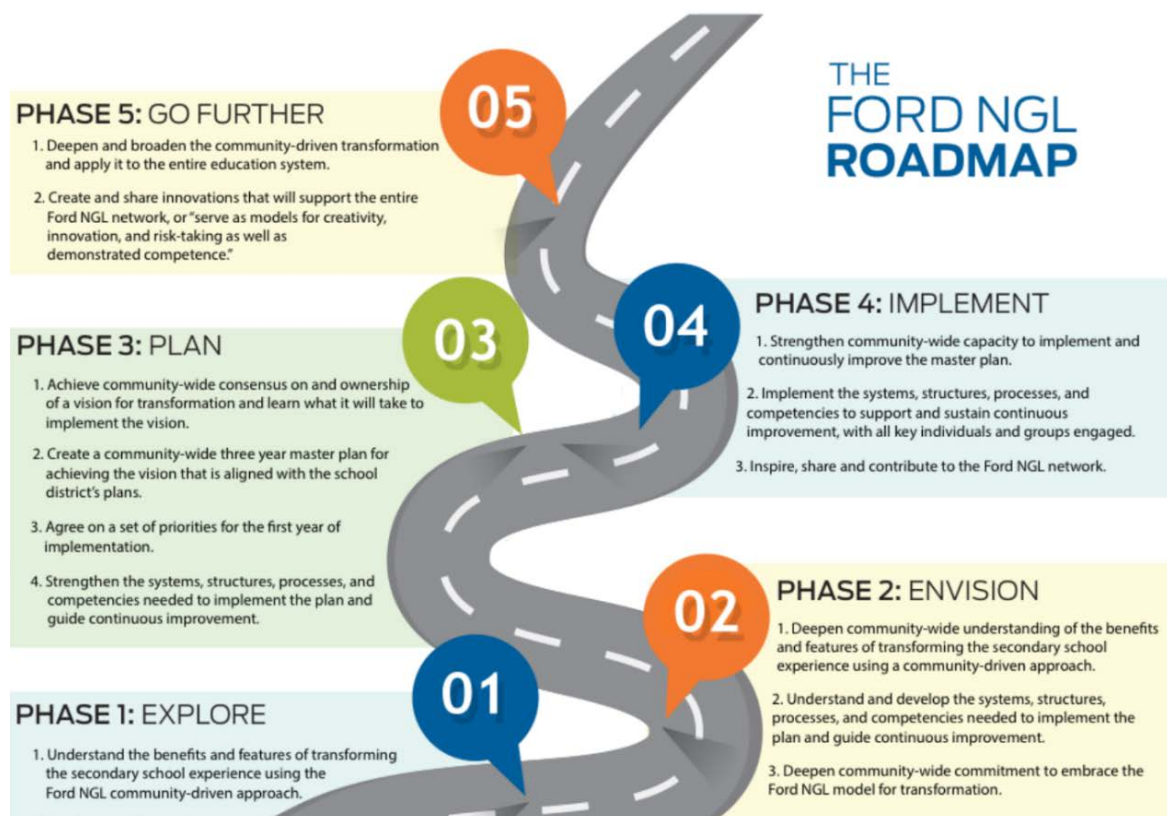 THE
FORD NGL
ROADMAP
05
PHASE 5: GO FURTHER
1. Deepen and broaden the community-driven transformation
and apply it to the entire education system.
2. Create and share innovations that will support the entire
Ford NGL network, or "serve as models for creativity,
innovation, and risk-taking as well as
demonstrated competence."
04
PHASE 4: IMPLEMENT
1. Strengthen community-wide capacity to implement and
continuously improve the master plan.
2. Implement the systems, structures, processes, and
competencies to support and sustain continuous
improvement, with all key individuals and groups engaged.
3. Inspire, share and contribute to the Ford NGL network.
03
PHASE 3: PLAN
1. Achieve community-wide consensus on and ownership
of a vision for transformation and learn what it will take to
implement the vision.
2. Create a community-wide three year master plan for
achieving the vision that is aligned with the school
district's plans.
3. Agree on a set of priorities for the first year of
implementation.
4. Strengthen the systems, structures, processes, and
competencies needed to implement the plan and
guide continuous improvement.
02
PHASE 2: ENVISION
1. Deepen community-wide understanding of the benefits
and features of transforming the secondary school
experience using a community-driven approach.
2. Understand and develop the systems, structures,
processes, and competencies needed to implement the
plan and guide continuous improvement.
3. Deepen community-wide commitment to embrace the
Ford NGL model for transformation.
01
PHASE 1: EXPLORE
1. Understand the benefits and features of transforming
the secondary school experience using the
Ford NGL community-driven approach.